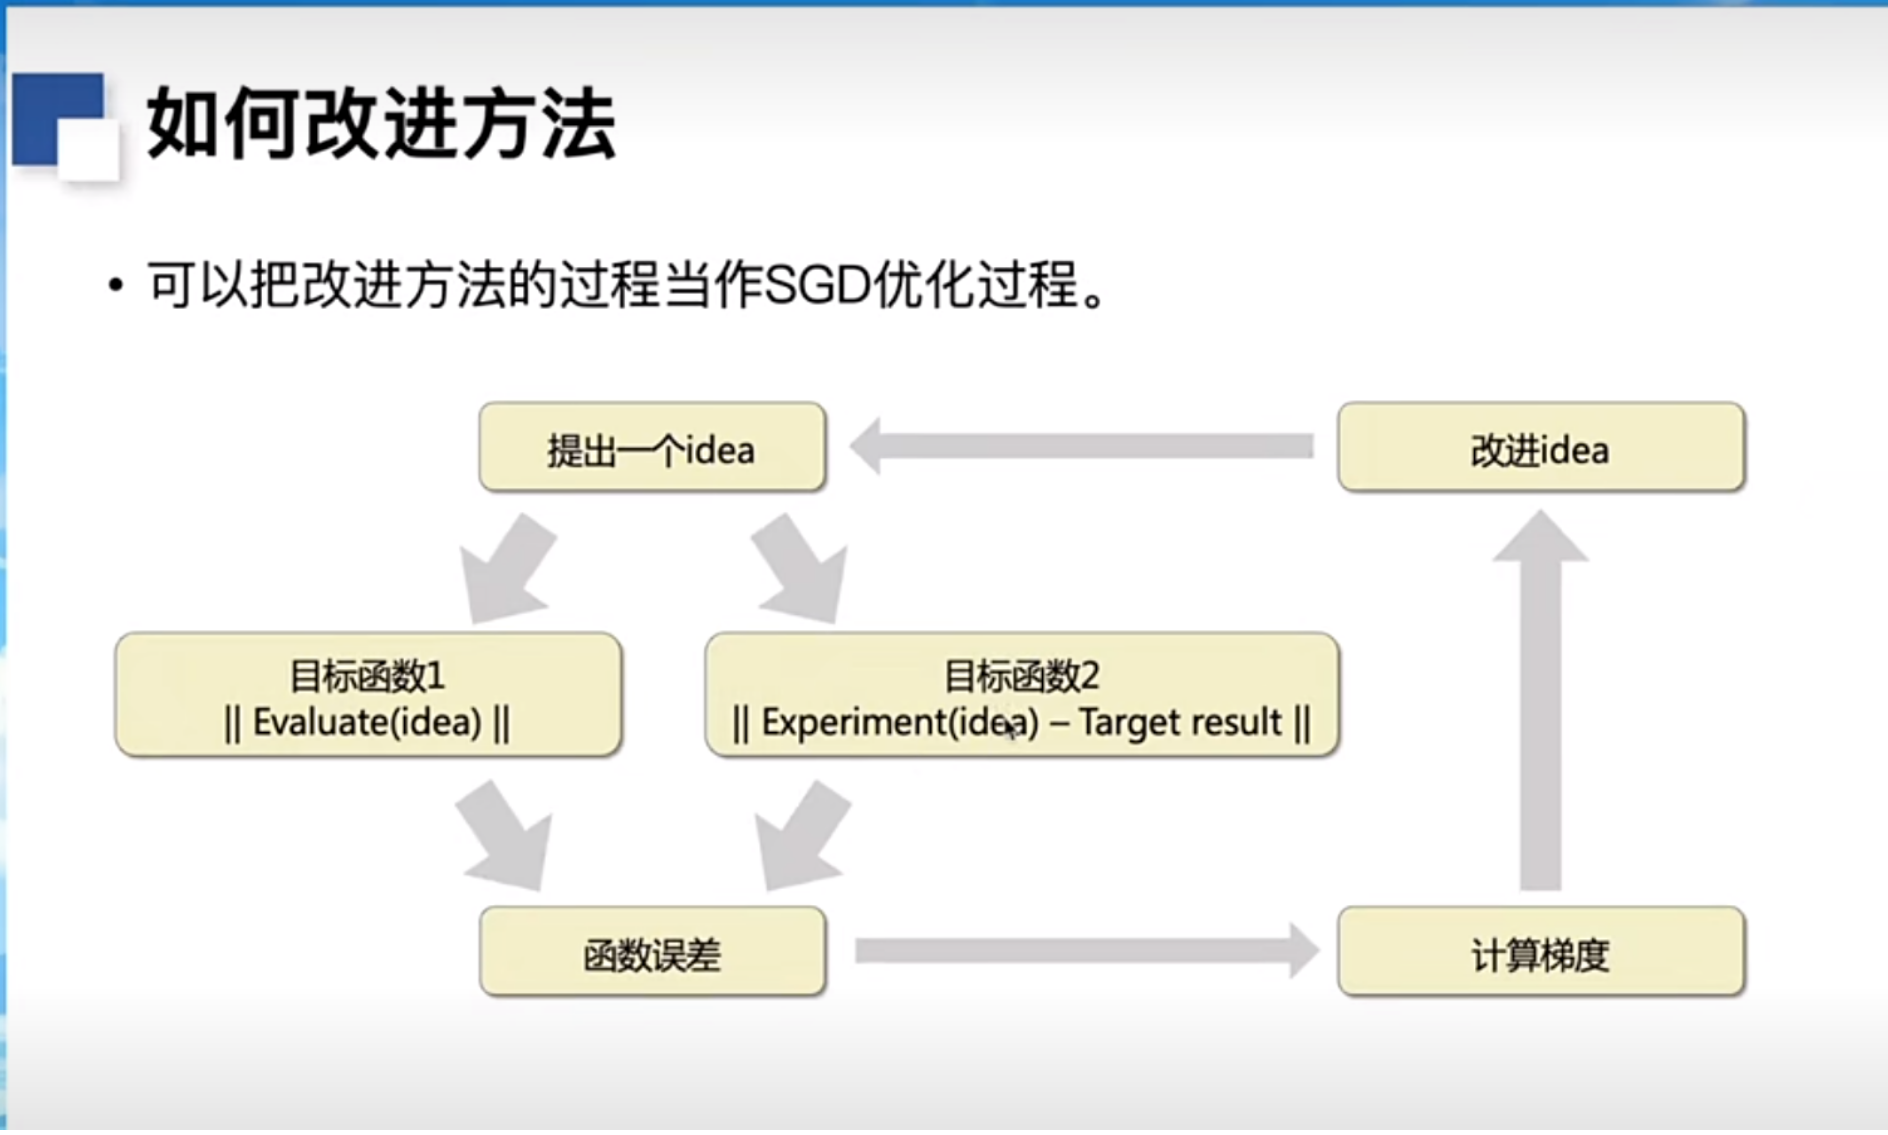 如何改进方法
• 可以把改进方法的过程当作SGD优化过程。
提出一个idea
改进idea
目标函数1
|| Evaluate(idea) ||
目标函数2
|| Experiment(idea) – Target result ||
函数误差
计算梯度